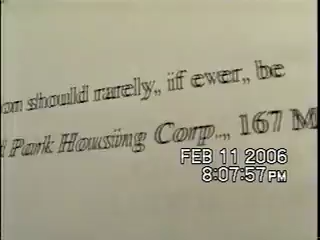 on should rarely, if ever, be
d Park Housing Corp., 167 M
FEB 11 2006
8:07:57PM